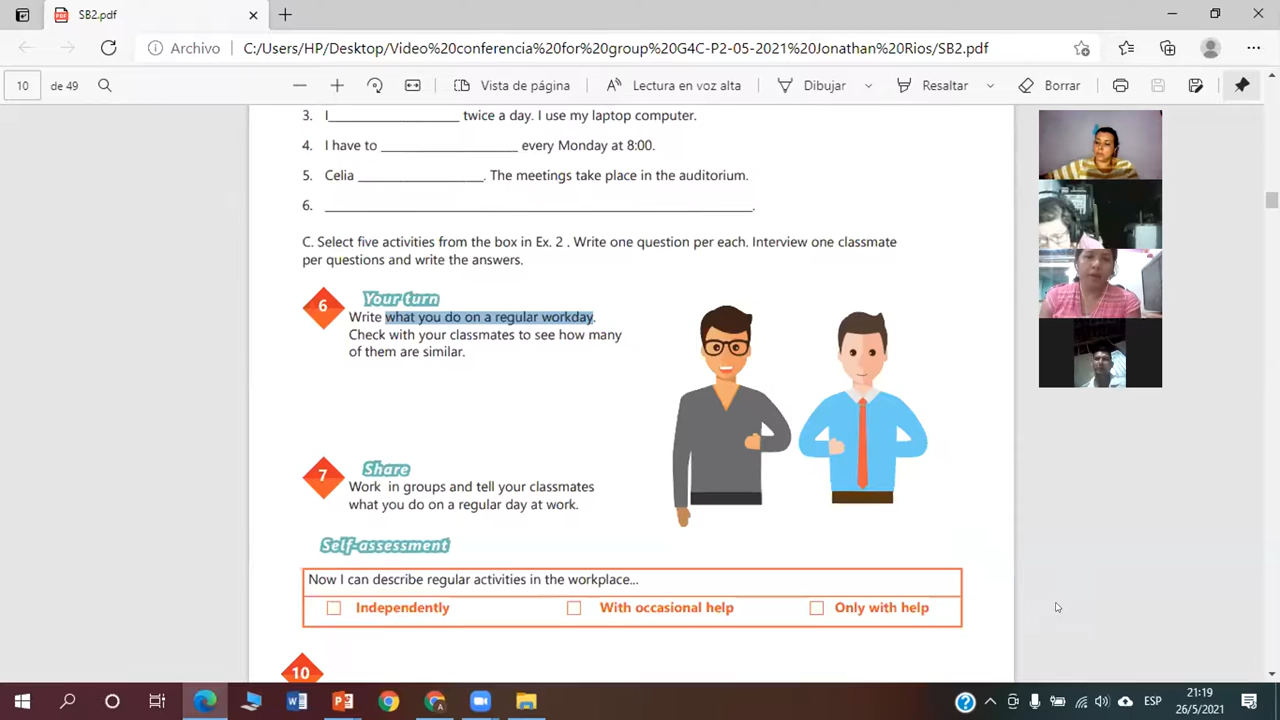 SB2.pdf
Archivo C:/Users/HP/Desktop/Video%20conferencia%20for%20group%20G4C-P2-05-2021%20Jonathan%20Rios/SB2.pdf
10 de 49 Vista de página Lectura en voz alta Dibujar Resaltar Borrar
3. I____________________ twice a day. I use my laptop computer.
4. I have to _____________________ every Monday at 8:00.
5. Celia ___________________. The meetings take place in the auditorium.
6. _________________________________________________________________.
C. Select five activities from the box in Ex. 2 . Write one question per each. Interview one classmate
per questions and write the answers.
6 Your turn
Write what you do on a regular workday.
Check with your classmates to see how many
of them are similar.
7 Share
Work in groups and tell your classmates
what you do on a regular day at work.
Self-assessment
Now I can describe regular activities in the workplace...
Independently With occasional help Only with help
10
ESP 21:19
26/5/2021